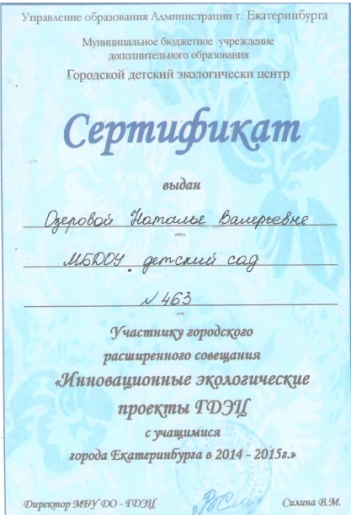 Управление образования Администрации г. Екатеринбурга
Муниципальное бюджетное учреждение
дополнительного образования
Городской детский экологически центр
Сертификат
выдан
Озеровой Наталье Валерьевне
МБДОУ детский сад
№ 463
Участнику городского
расширенного совещания
«Инновационные экологические
проекты ГДЭЦ
с учащимися
города Екатеринбурга в 2014 - 2015г.»
Директор МБУ ДО - ГДЭЦ
Силина В.М.